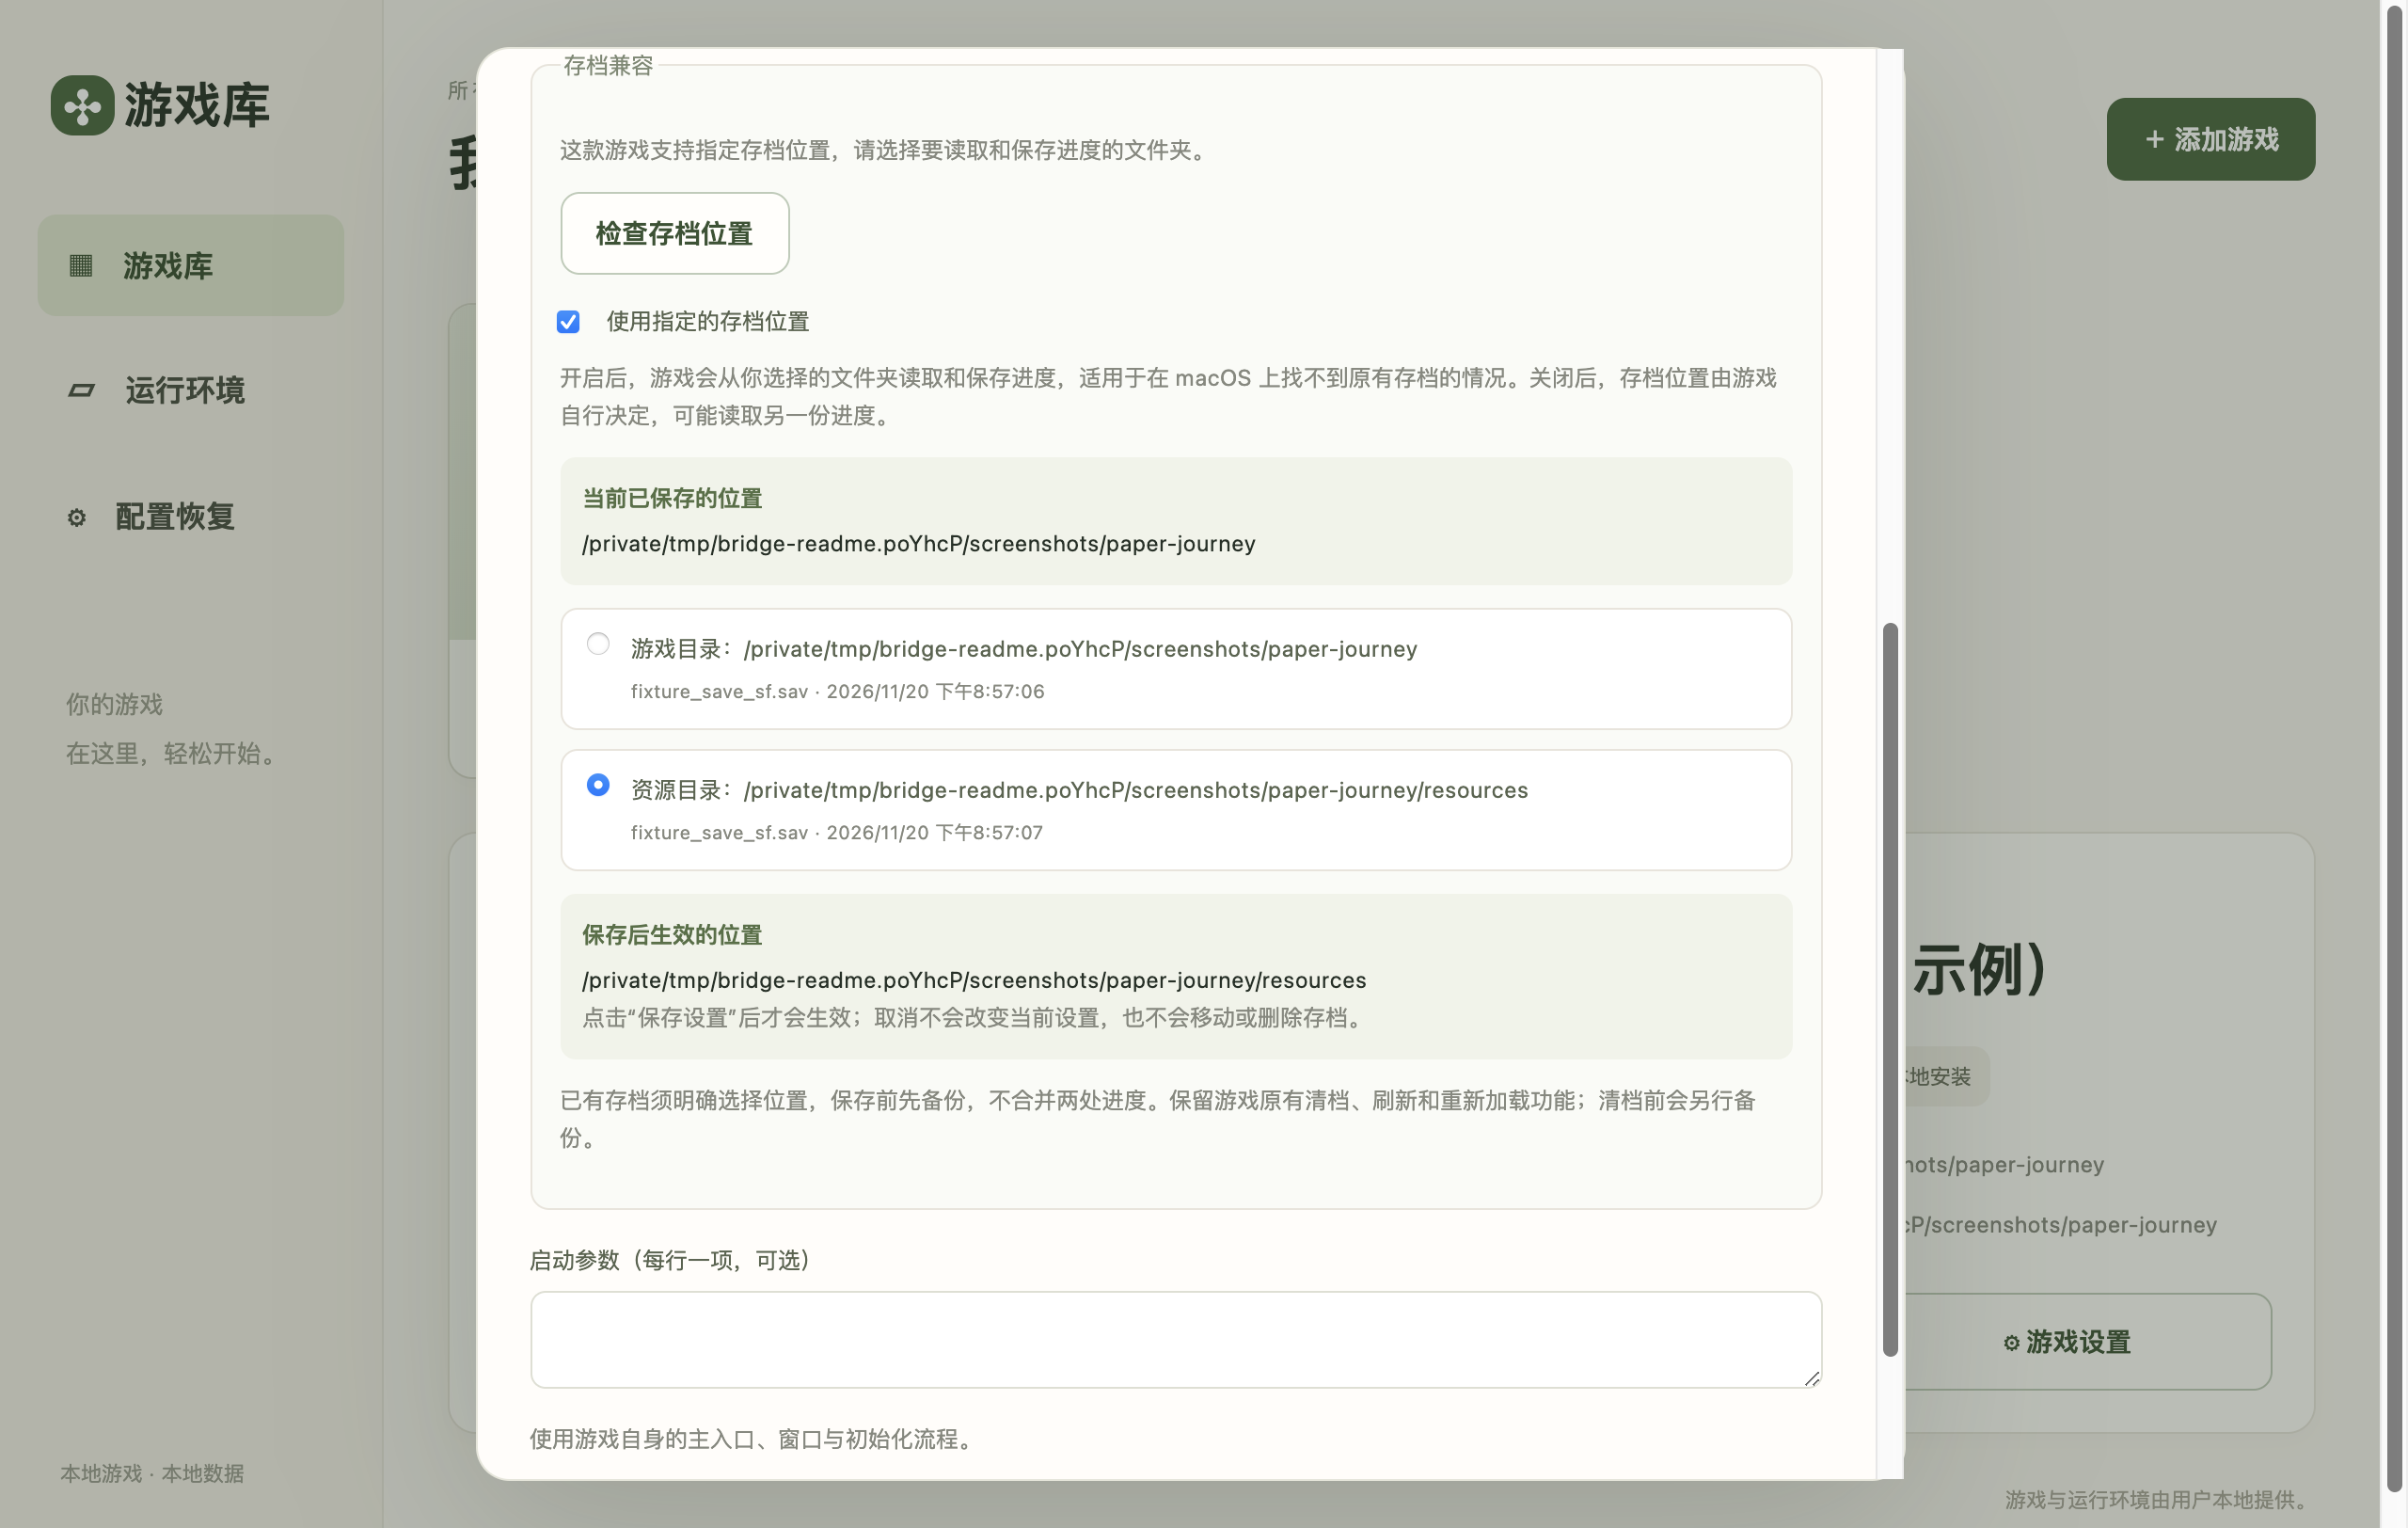 游戏库
游戏库
运行环境
配置恢复
你的游戏
在这里，轻松开始。
本地游戏 · 本地数据
所
+ 添加游戏
存档兼容
这款游戏支持指定存档位置，请选择要读取和保存进度的文件夹。
检查存档位置
使用指定的存档位置
开启后，游戏会从你选择的文件夹读取和保存进度，适用于在 macOS 上找不到原有存档的情况。关闭后，存档位置由游戏
自行决定，可能读取另一份进度。
当前已保存的位置
/private/tmp/bridge-readme.poYhcP/screenshots/paper-journey
游戏目录：/private/tmp/bridge-readme.poYhcP/screenshots/paper-journey
fixture_save_sf.sav · 2026/11/20 下午8:57:06
资源目录：/private/tmp/bridge-readme.poYhcP/screenshots/paper-journey/resources
fixture_save_sf.sav · 2026/11/20 下午8:57:07
保存后生效的位置
/private/tmp/bridge-readme.poYhcP/screenshots/paper-journey/resources
点击“保存设置”后才会生效；取消不会改变当前设置，也不会移动或删除存档。
已有存档须明确选择位置，保存前先备份，不合并两处进度。保留游戏原有清档、刷新和重新加载功能；清档前会另行备
份。
启动参数（每行一项，可选）
使用游戏自身的主入口、窗口与初始化流程。
示例）
地安装
ots/paper-journey
P/screenshots/paper-journey
游戏设置
游戏与运行环境由用户本地提供。